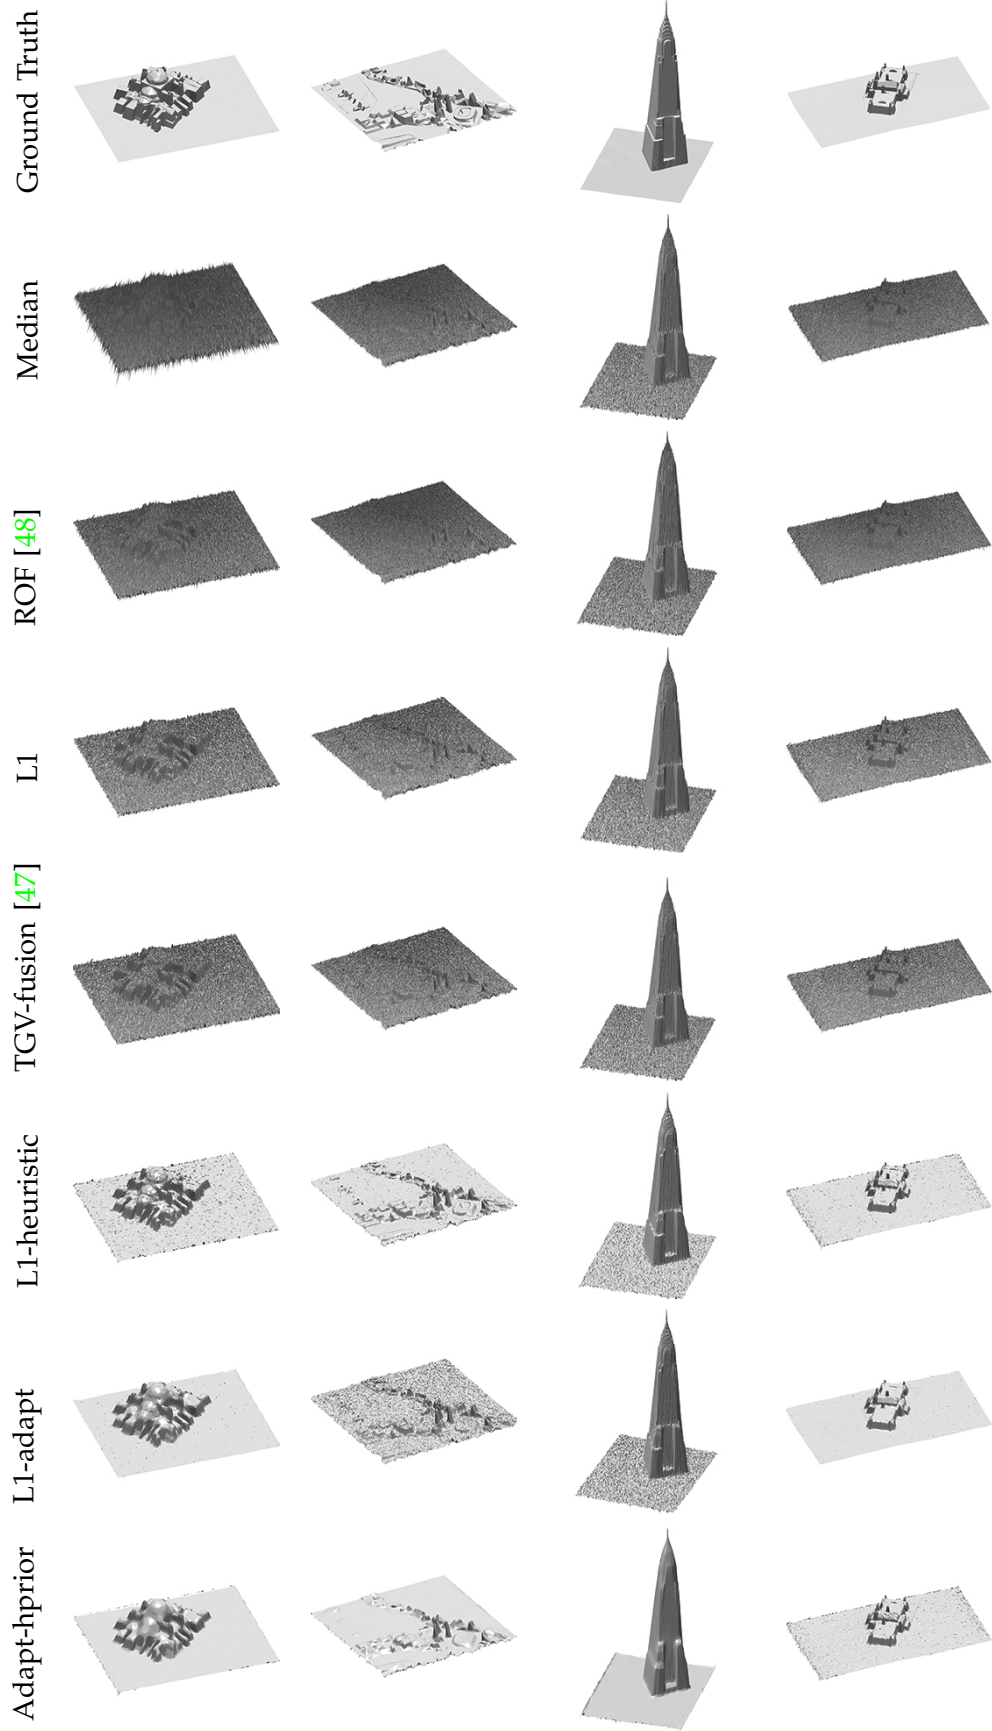 Ground Truth
Median
ROF [48]
L1
TGV-fusion [47]
L1-heuristic
L1-adapt
Adapt-hprior